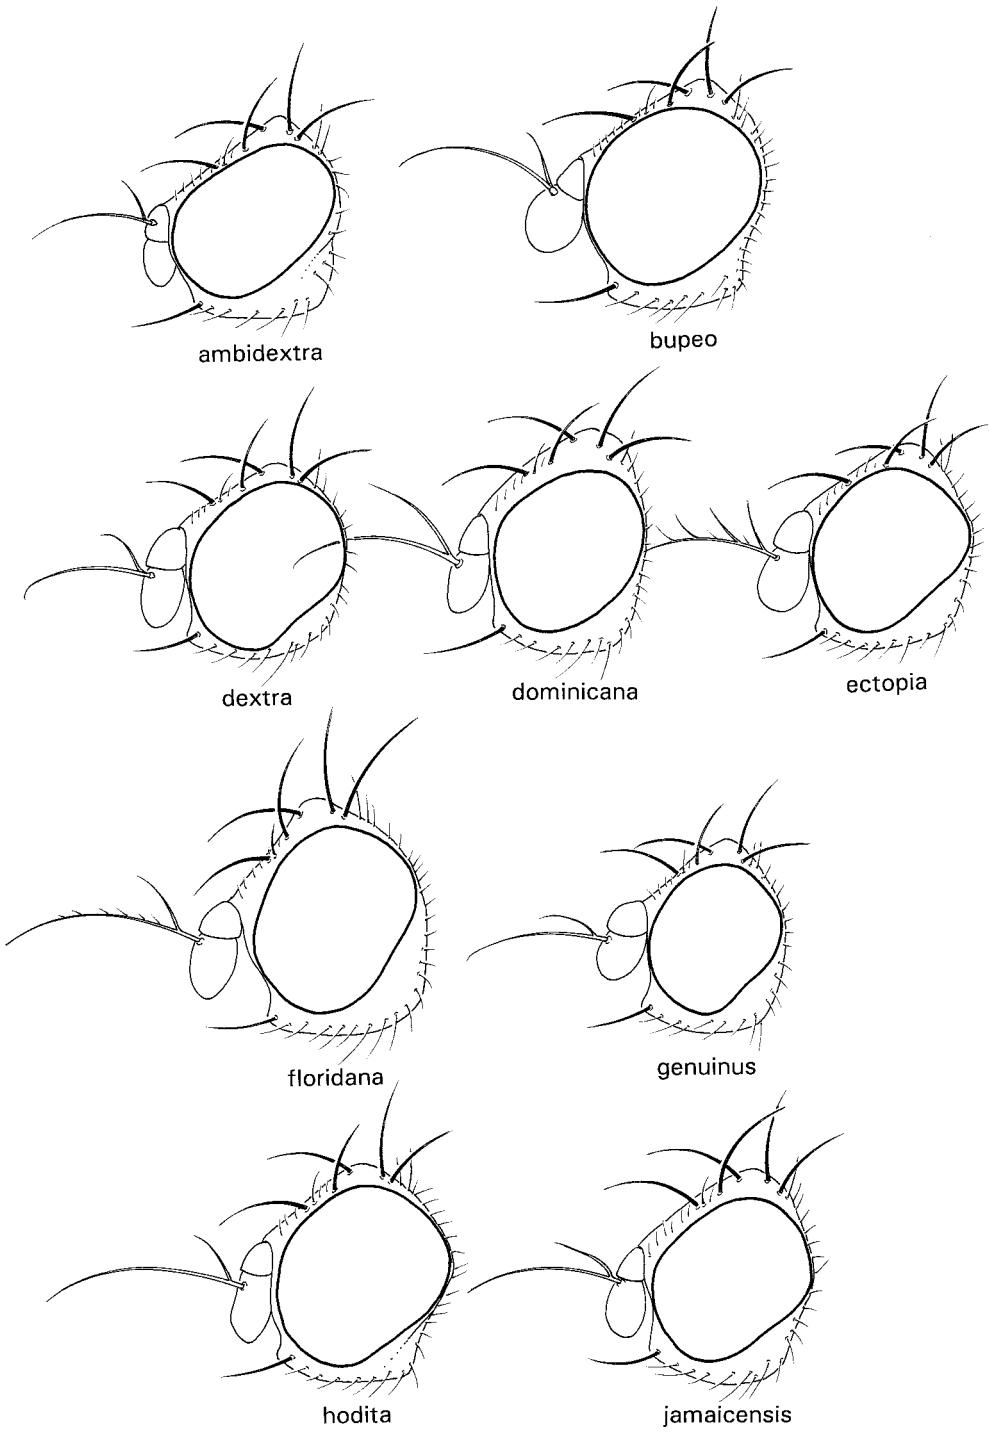 ambidextra
bupeo
dextra
dominicana
ectopia
floridana
genuinus
hodita
jamaicensis